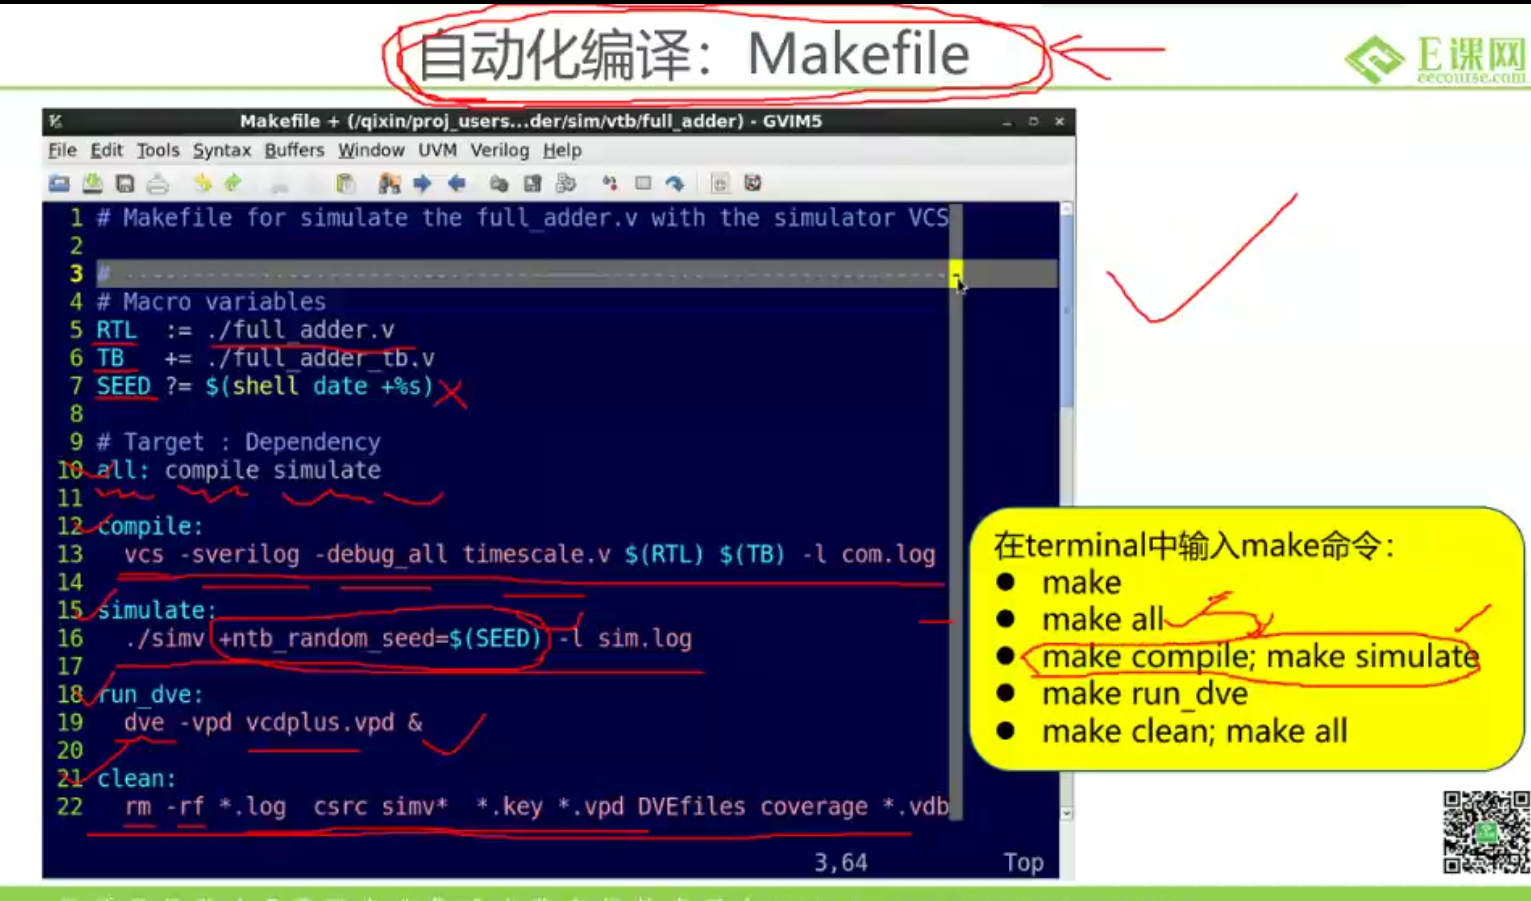 自动化编译：Makefile
E课网
eecourse.com
Makefile + (/qixin/proj_users...der/sim/vtb/full_adder) - GVIM5
File Edit Tools Syntax Buffers Window UVM Verilog Help
1 # Makefile for simulate the full_adder.v with the simulator VCS
2
3 # ------------------------------------------------------------
4 # Macro variables
5 RTL := ./full_adder.v
6 TB += ./full_adder_tb.v
7 SEED ?= $(shell date +%s)
8
9 # Target : Dependency
10 all: compile simulate
11
12 compile:
13 vcs -sverilog -debug_all timescale.v $(RTL) $(TB) -l com.log
14
15 simulate:
16 ./simv +ntb_random_seed=$(SEED) -l sim.log
17
18 run_dve:
19 dve -vpd vcdplus.vpd &
20
21 clean:
22 rm -rf *.log csrc simv* *.key *.vpd DVEfiles coverage *.vdb
3,64 Top
在terminal中输入make命令：
● make
● make all
● make compile; make simulate
● make run_dve
● make clean; make all